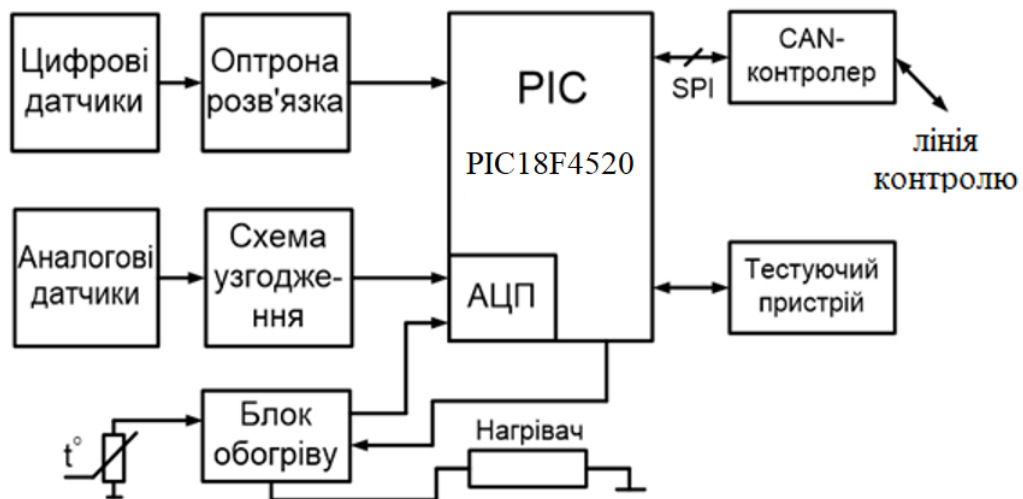 Цифрові
датчики
Оптрона
розв'язка
PIC
PIC18F4520
SPI
CAN-
контролер
лінія
контролю
Аналогові
датчики
Схема
узгодже-
ння
АЦП
Тестуючий
пристрій
t°
Блок
обогріву
Нагрівач